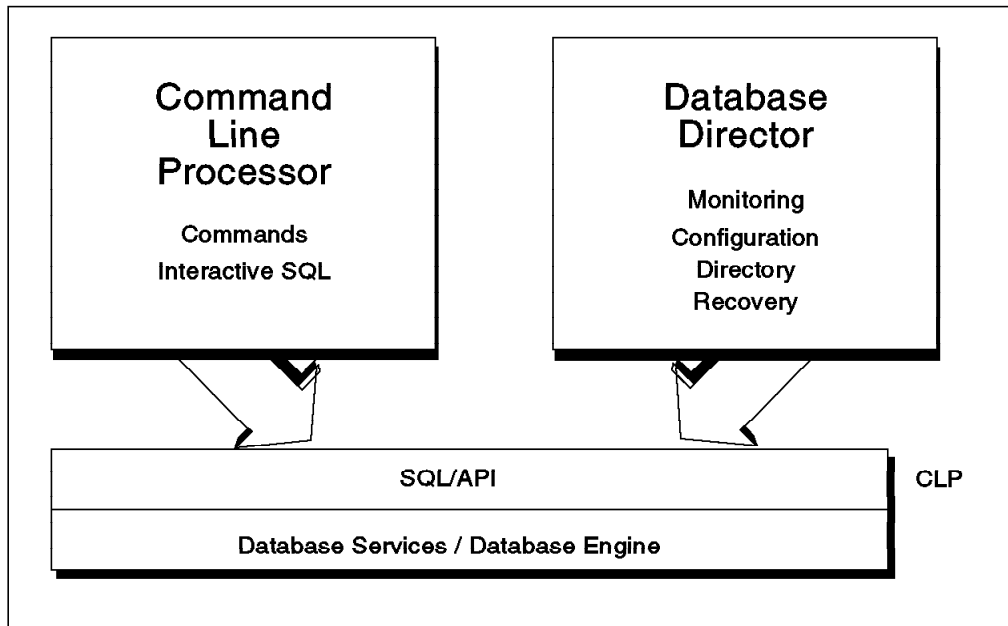 Command
Line
Processor
Commands
Interactive SQL
Database
Director
Monitoring
Configuration
Directory
Recovery
SQL/API
CLP
Database Services / Database Engine